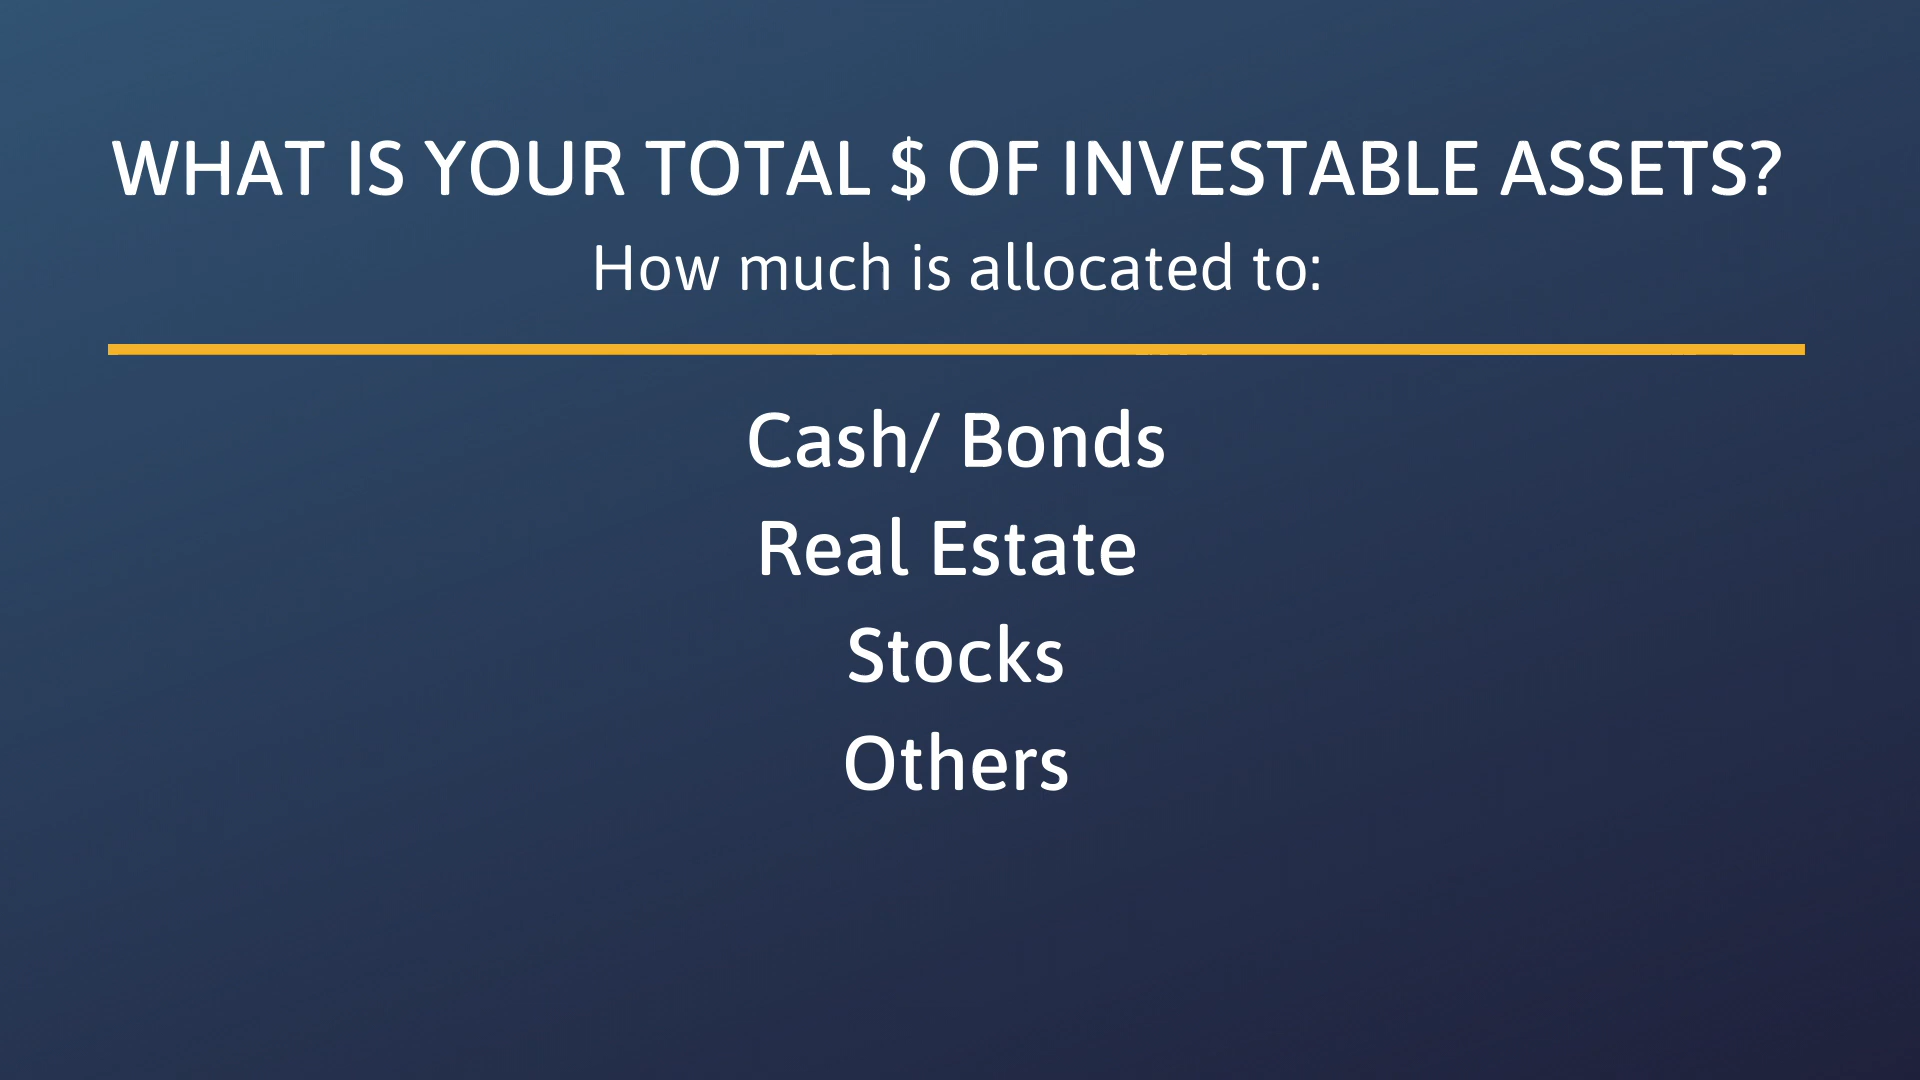 WHAT IS YOUR TOTAL $ OF INVESTABLE ASSETS?
How much is allocated to:
Cash/ Bonds
Real Estate
Stocks
Others